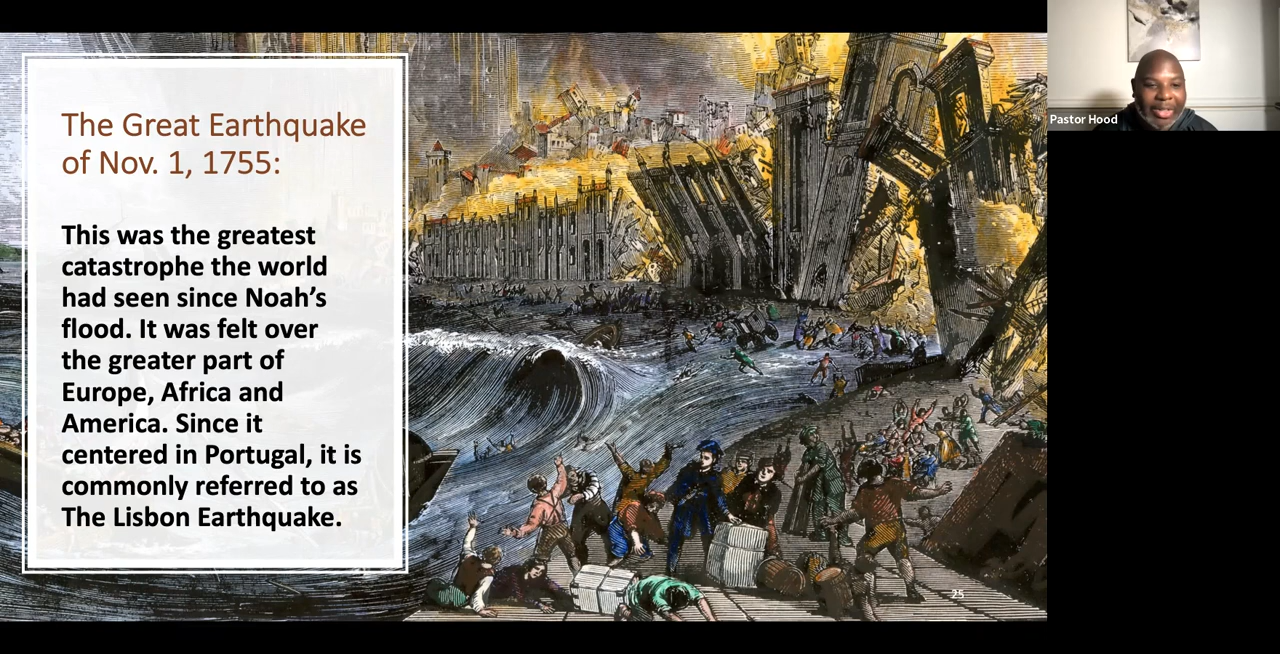 The Great Earthquake
of Nov. 1, 1755:
This was the greatest
catastrophe the world
had seen since Noah’s
flood. It was felt over
the greater part of
Europe, Africa and
America. Since it
centered in Portugal, it is
commonly referred to as
The Lisbon Earthquake.
25
Pastor Hood